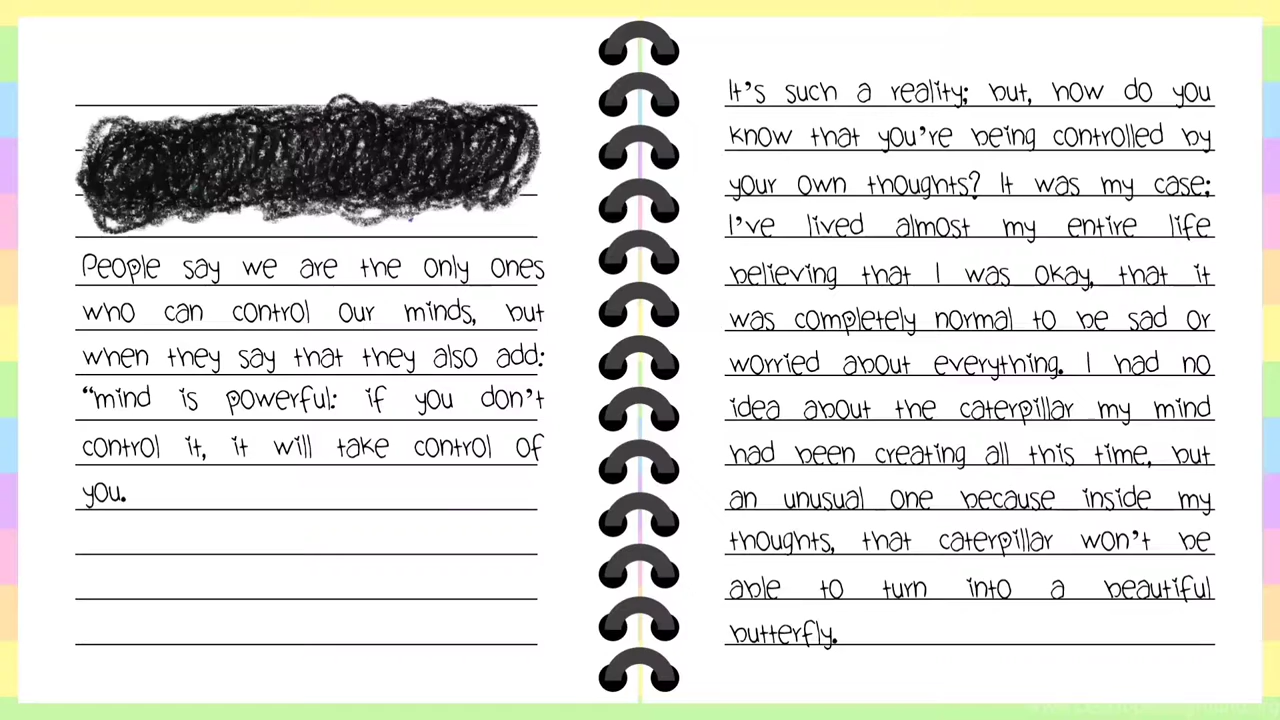 People say we are the only ones
who can control our minds, but
when they say that they also add:
“mind is powerful: if you don’t
control it, it will take control of
you.
It’s such a reality; but, how do you
know that you’re being controlled by
your own thoughts? It was my case;
I’ve lived almost my entire life
believing that I was okay, that it
was completely normal to be sad or
worried about everything. I had no
idea about the caterpillar my mind
had been creating all this time, but
an unusual one because inside my
thoughts, that caterpillar won’t be
able to turn into a beautiful
butterfly.